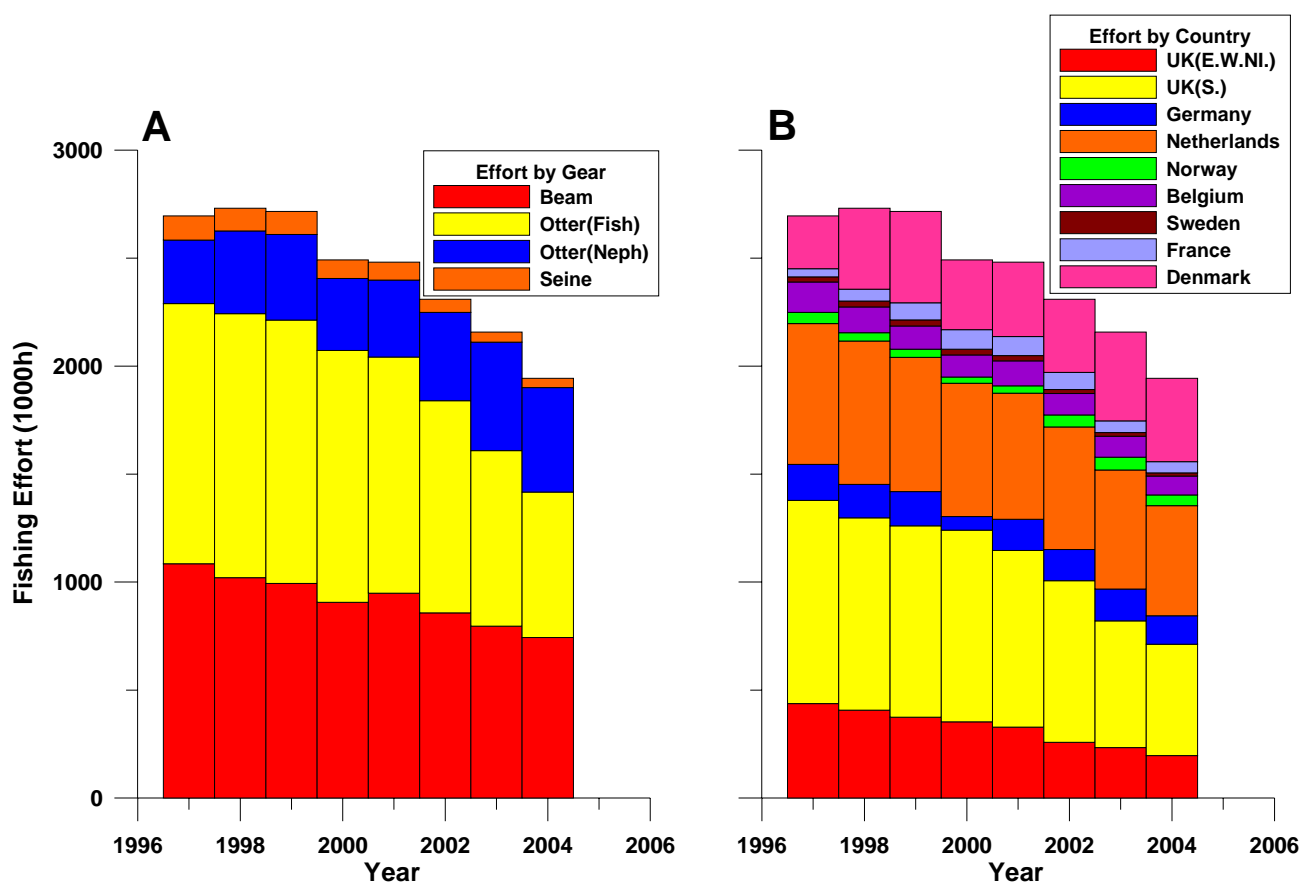 A
Fishing Effort (1000h)
3000
2000
1000
0
Effort by Gear
Beam
Otter(Fish)
Otter(Neph)
Seine
1996 1998 2000 2002 2004 2006
Year
B
Effort by Country
UK(E.W.NI.)
UK(S.)
Germany
Netherlands
Norway
Belgium
Sweden
France
Denmark
1996 1998 2000 2002 2004 2006
Year